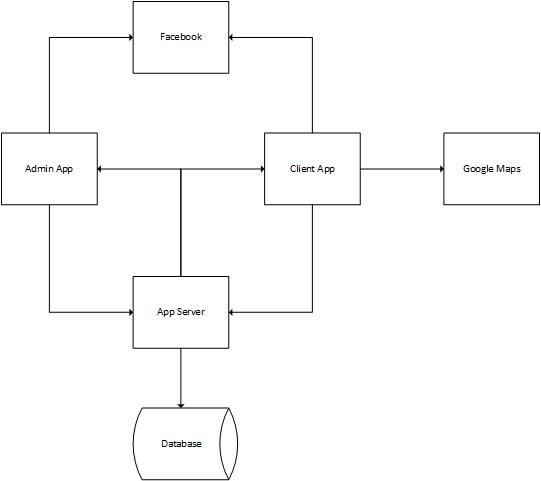 Facebook
Admin App
Client App
Google Maps
App Server
Database